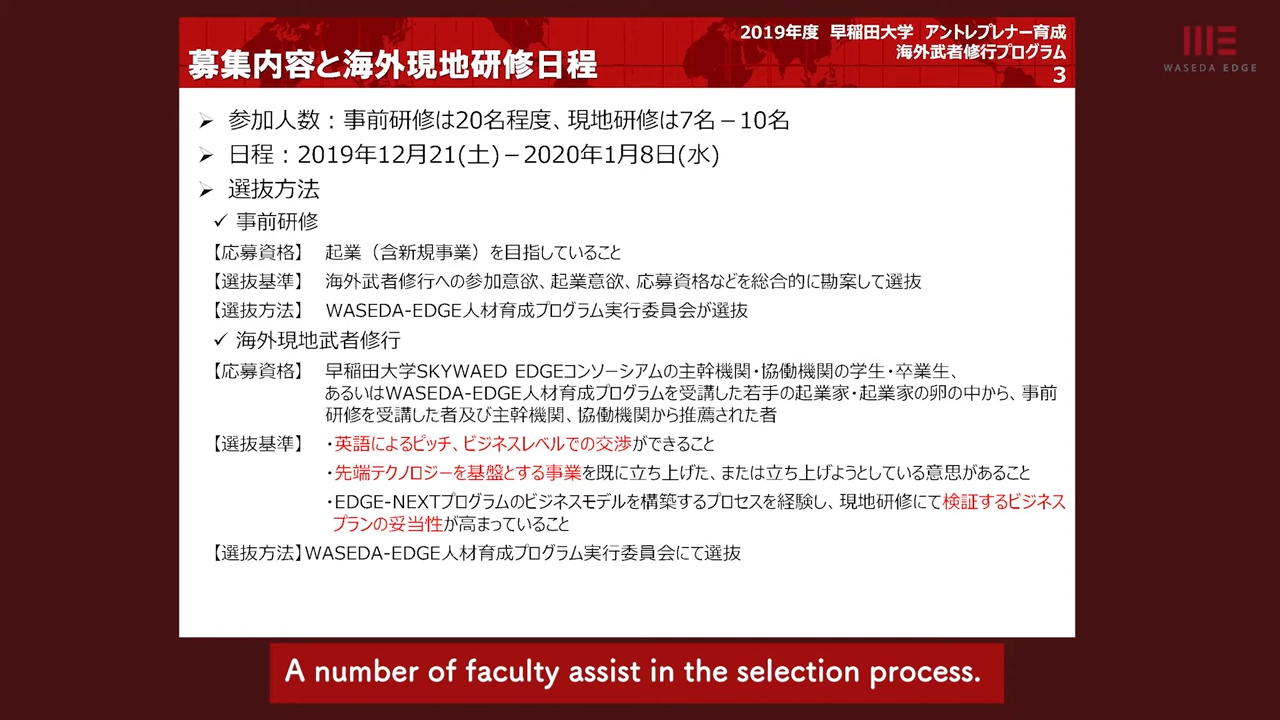 2019年度 早稲田大学 アントレプレナー育成
海外武者修行プログラム
3
募集内容と海外現地研修日程
WASEDA EDGE
➢ 参加人数：事前研修は20名程度、現地研修は7名－10名
➢ 日程：2019年12月21(土)－2020年1月8日(水)
➢ 選抜方法
✓ 事前研修
【応募資格】 起業（含新規事業）を目指していること
【選抜基準】 海外武者修行への参加意欲、起業意欲、応募資格などを総合的に勘案して選抜
【選抜方法】 WASEDA-EDGE人材育成プログラム実行委員会が選抜
✓ 海外現地武者修行
【応募資格】 早稲田大学SKYWAED EDGEコンソーシアムの主幹機関・協働機関の学生・卒業生、
あるいはWASEDA-EDGE人材育成プログラムを受講した若手の起業家・起業家の卵の中から、事前
研修を受講した者及び主幹機関、協働機関から推薦された者
【選抜基準】 ・英語によるピッチ、ビジネスレベルでの交渉ができること
・先端テクノロジーを基盤とする事業を既に立ち上げた、または立ち上げようとしている意思があること
・EDGE-NEXTプログラムのビジネスモデルを構築するプロセスを経験し、現地研修にて検証するビジネス
プランの妥当性が高まっていること
【選抜方法】WASEDA-EDGE人材育成プログラム実行委員会にて選抜
A number of faculty assist in the selection process.